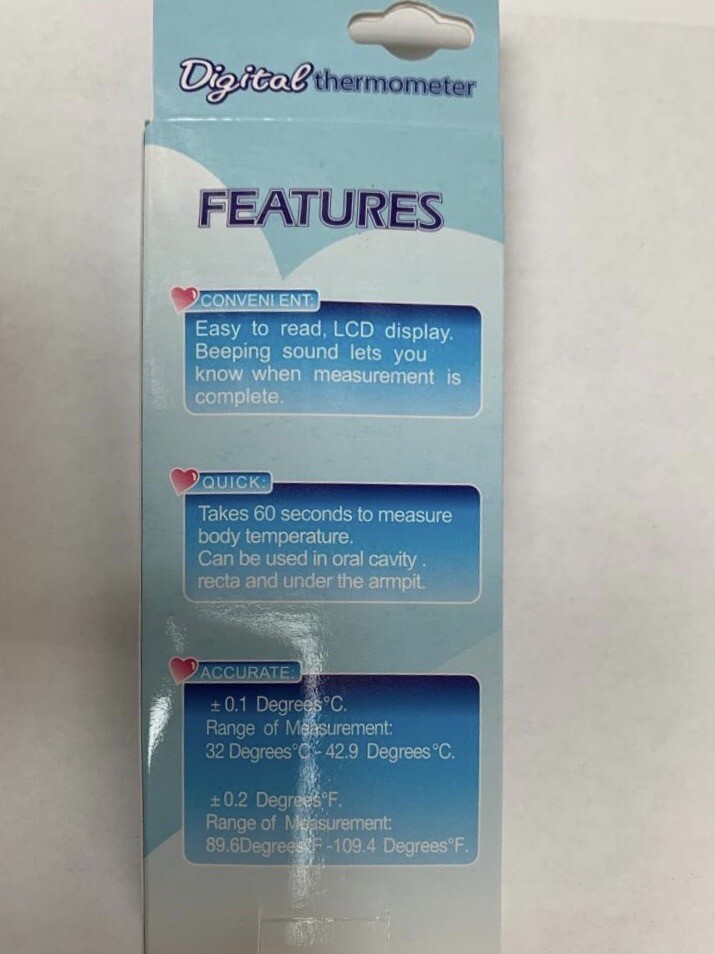 Digital thermometer
FEATURES
CONVENI ENT:
Easy to read, LCD display.
Beeping sound lets you
know when measurement is
complete.
QUICK:
Takes 60 seconds to measure
body temperature.
Can be used in oral cavity .
recta and under the armpit.
ACCURATE:
±0.1 Degrees°C.
Range of Measurement:
32 Degrees°C - 42.9 Degrees°C.
±0.2 Degrees°F.
Range of Measurement:
89.6Degrees°F -109.4 Degrees°F.